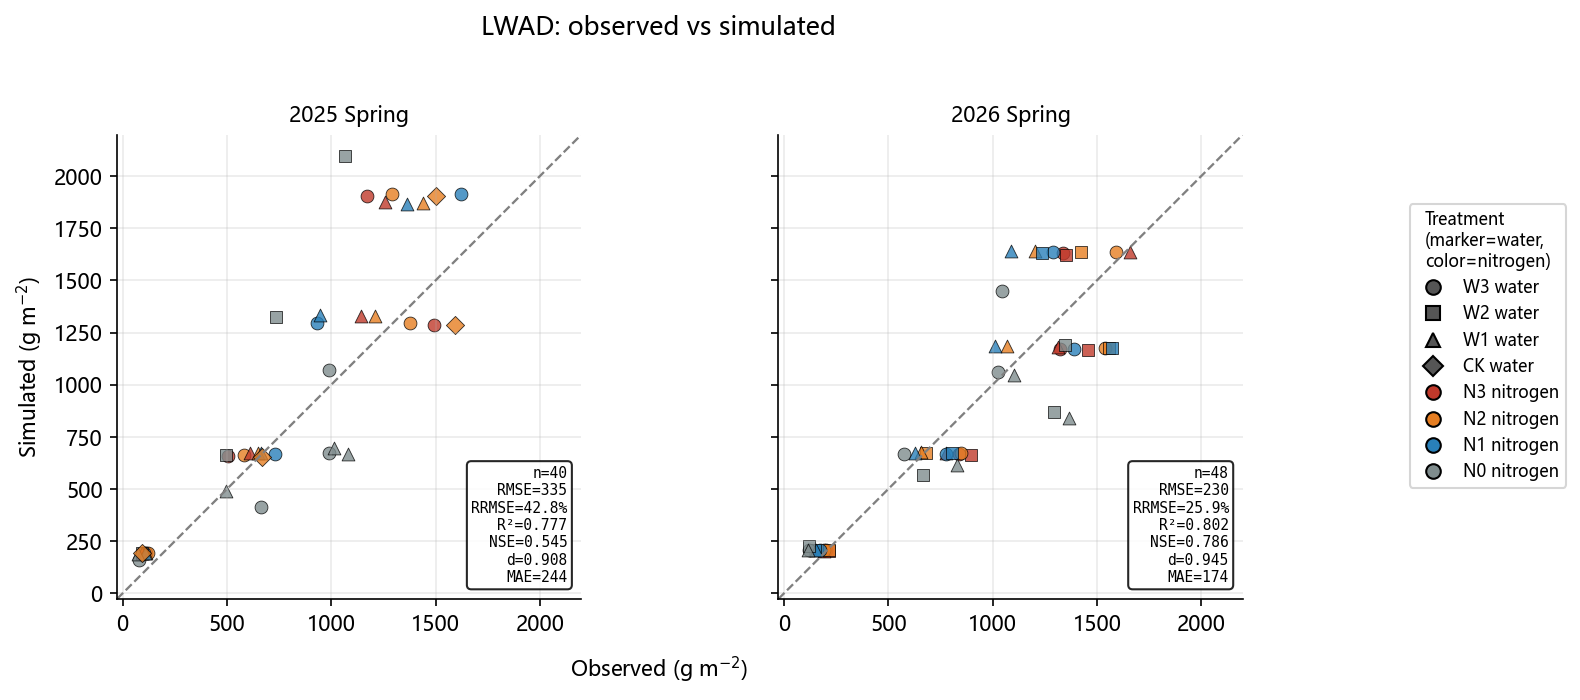 LWAD: observed vs simulated
2025 Spring
2026 Spring
Simulated (g m⁻²)
2000
1750
1500
1250
1000
750
500
250
0
0 500 1000 1500 2000
n=40
RMSE=335
RRMSE=42.8%
R²=0.777
NSE=0.545
d=0.908
MAE=244
0 500 1000 1500 2000
n=48
RMSE=230
RRMSE=25.9%
R²=0.802
NSE=0.786
d=0.945
MAE=174
Observed (g m⁻²)
Treatment
(marker=water,
color=nitrogen)
W3 water
W2 water
W1 water
CK water
N3 nitrogen
N2 nitrogen
N1 nitrogen
N0 nitrogen